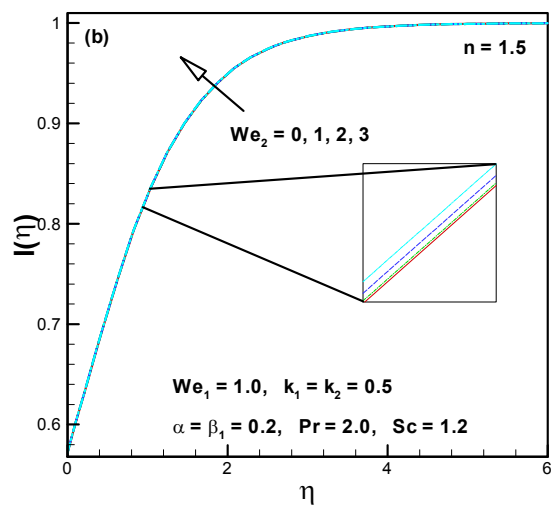 (b)
n = 1.5
We₂ = 0, 1, 2, 3
We₁ = 1.0, k₁ = k₂ = 0.5
α = β₁ = 0.2, Pr = 2.0, Sc = 1.2
I(η)
1
0.9
0.8
0.7
0.6
0 2 4 6
η